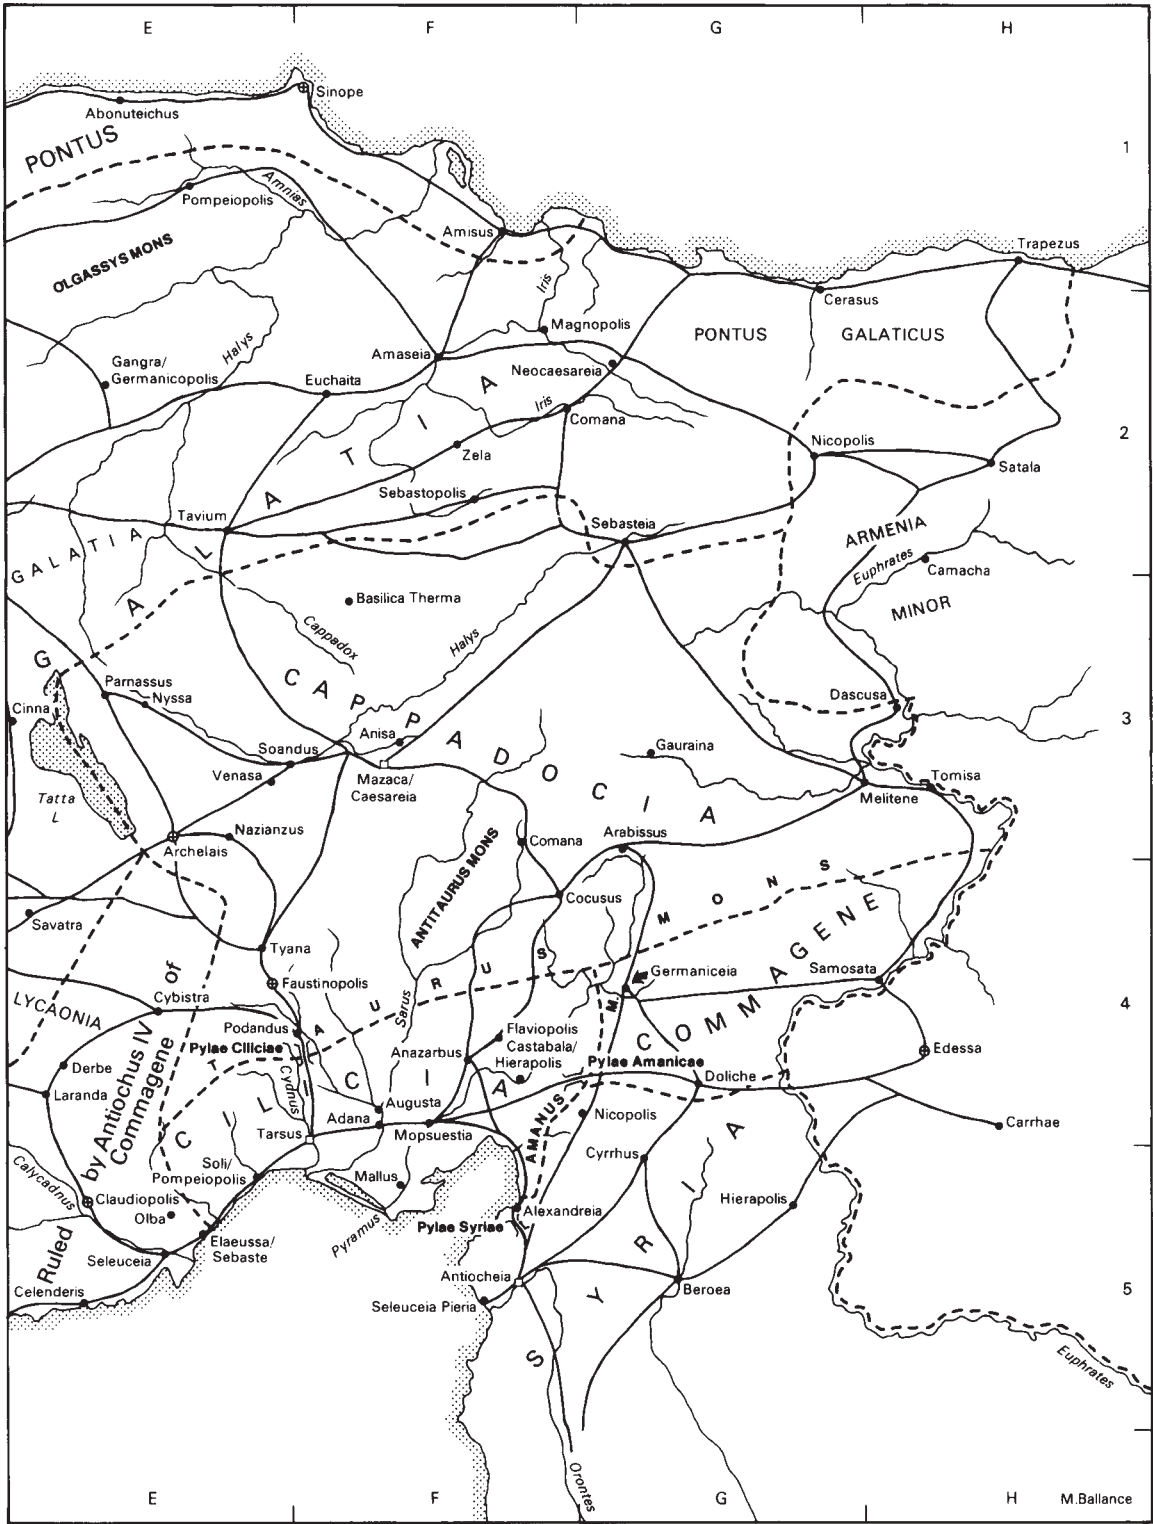 E F G H
Sinope
Abonuteichus
PONTUS
1
Amnias
Pompeiopolis
Amisus
OLGASSYS MONS
Trapezus
Iris
Cerasus
Magnopolis
PONTUS GALATICUS
Halys
Amaseia
Gangra/
Germanicopolis
Neocaesareia
Euchaita
Iris
Comana
2
Nicopolis
Zela
Satala
Sebastopolis
Tavium
Sebasteia
GALATIA
ARMENIA
MINOR
Euphrates
Camacha
GALATIA
Basilica Therma
Cappadox
Halys
CAPPADOCIA
Parnassus
Nyssa
Dascusa
Cinna
3
Anisa
Soandus
Gauraina
Venasa
Mazaca/
Caesareia
Tomisa
Melitene
Tatta
L
Nazianzus
Archelais
Comana
Arabissus
ANTITAURUS MONS
TAURUS MONS
Cocusus
Savatra
Tyana
COMMAGENE
Germaniceia
Samosata
Faustinopolis
LYCAONIA
Cybistra
Sarus
M.
4
Podandus
Flaviopolis
Castabala/
Hierapolis
Pylae Ciliciae
Anazarbus
Pylae Amanicae
Edessa
Derbe
Doliche
Cydnus
CILICIA
Laranda
Augusta
Adana
AMANUS
Nicopolis
Carrhae
Tarsus
Mopsuestia
Ruled
by Antiochus IV of
Commagene
Cyrrhus
Calycadnus
Soli/
Pompeiopolis
Mallus
Claudiopolis
Hierapolis
Olba
Alexandreia
Pyramus
Pylae Syriae
Elaeussa/
Sebaste
Seleuceia
SYRIA
Antiocheia
Celenderis
Beroea
5
Seleuceia Pieria
Euphrates
Orontes
E F G H
M.Ballance